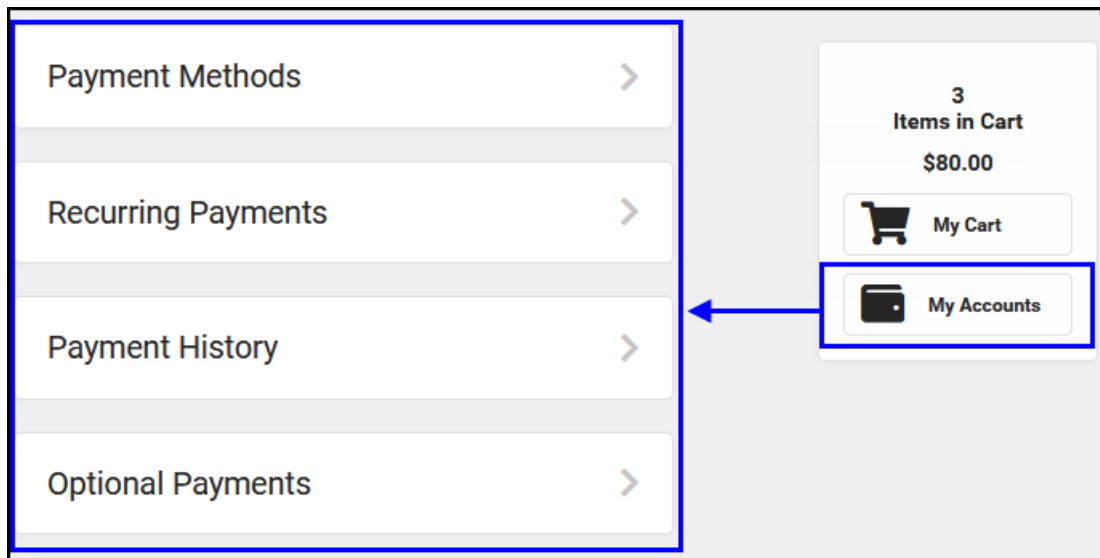 Payment Methods
Recurring Payments
Payment History
Optional Payments
3
Items in Cart
$80.00
My Cart
My Accounts